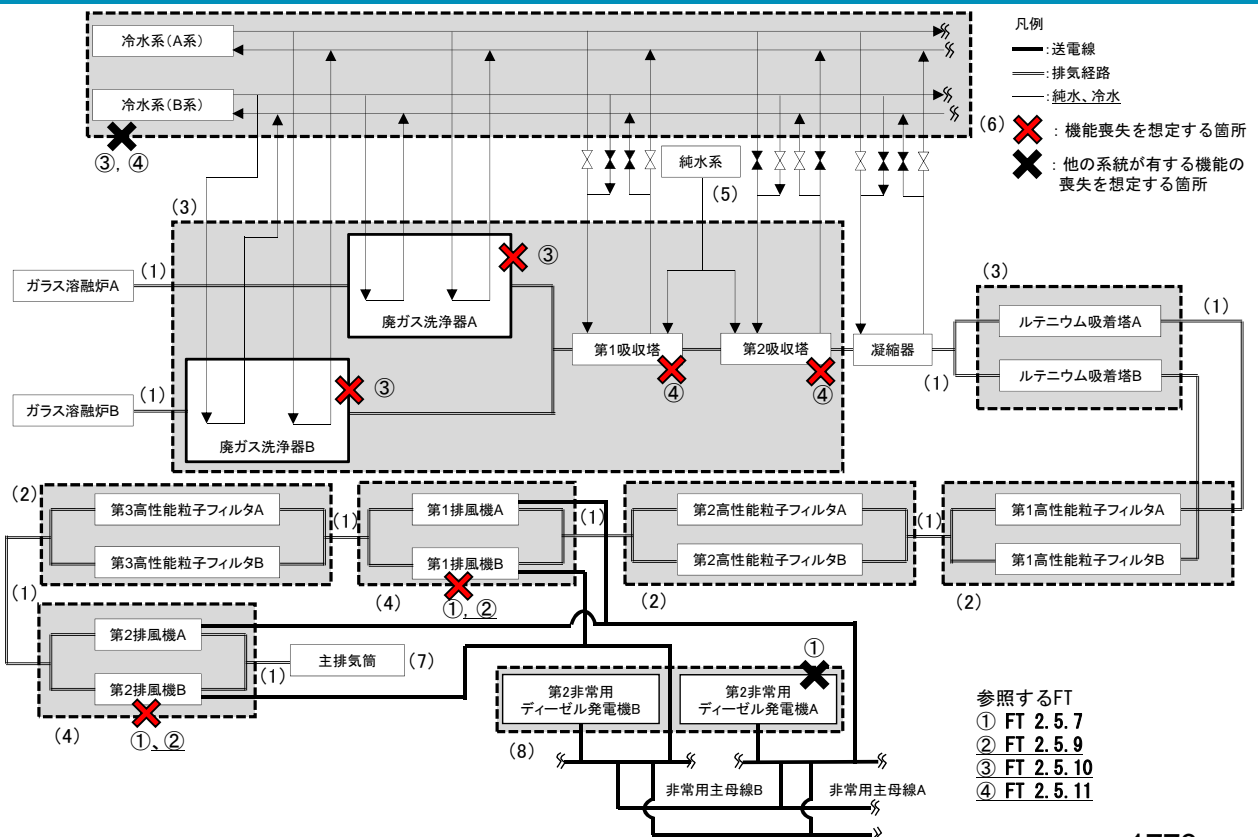 冷水系(A系)
冷水系(B系)
③, ④
凡例
:送電線
:排気経路
:純水、冷水
(6)
:機能喪失を想定する箇所
:他の系統が有する機能の
喪失を想定する箇所
純水系
(5)
(3)
ガラス溶融炉A
(1)
廃ガス洗浄器A
③
第1吸収塔
④
第2吸収塔
④
凝縮器
(1)
(3)
ルテニウム吸着塔A
ルテニウム吸着塔B
(1)
ガラス溶融炉B
(1)
廃ガス洗浄器B
③
(2)
第3高性能粒子フィルタA
第3高性能粒子フィルタB
(1)
第1排風機A
第1排風機B
(4)
①, ②
(1)
第2高性能粒子フィルタA
第2高性能粒子フィルタB
(2)
(1)
第1高性能粒子フィルタA
第1高性能粒子フィルタB
(2)
(1)
第2排風機A
第2排風機B
(4)
①、②
(1)
主排気筒
(7)
①
第2非常用
ディーゼル発電機B
第2非常用
ディーゼル発電機A
(8)
非常用主母線B
非常用主母線A
参照するFT
① FT 2.5.7
② FT 2.5.9
③ FT 2.5.10
④ FT 2.5.11